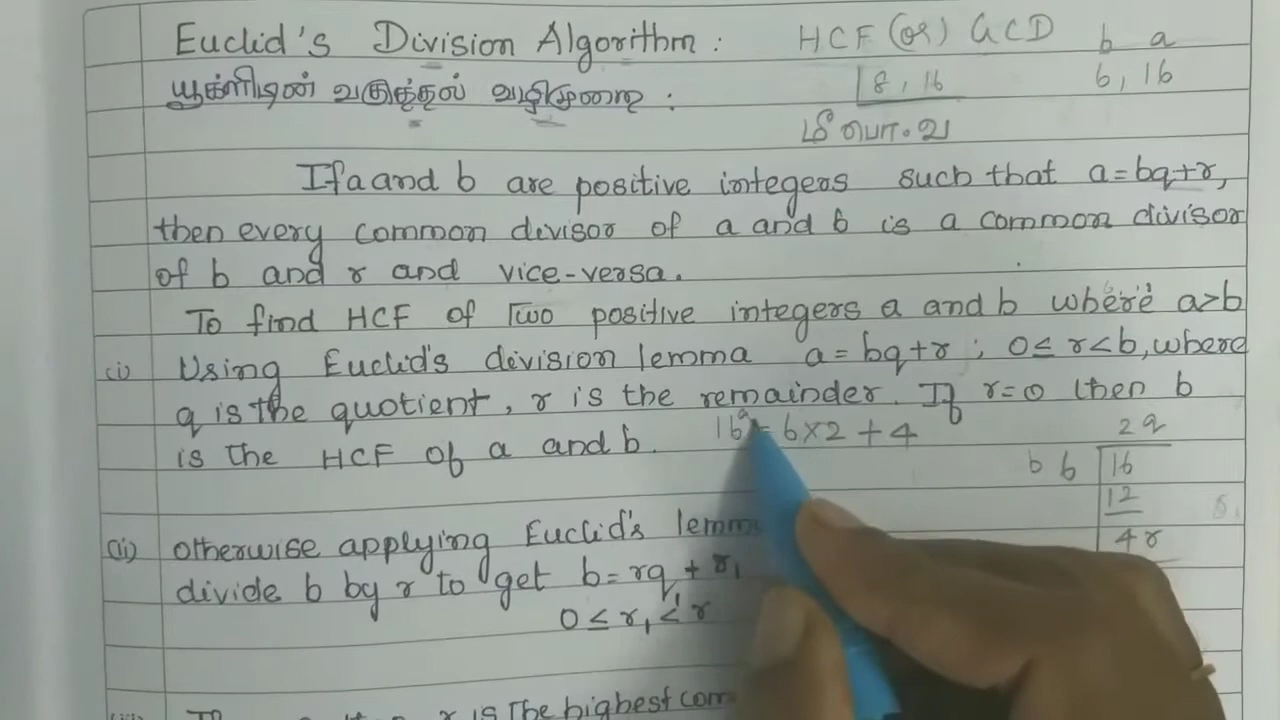 Euclid's Division Algorithm : HCF (or) GCD b a
யூக்ளிடின் வகுத்தல் வழிமுறை : 8, 16 6, 16
மீ பொ.வ
If a and b are positive integers such that a=bq+r,
then every common devisor of a and b is a common divisor
of b and r and vice-versa.
To find HCF of Two positive integers a and b where a>b
(i) Using Euclid's division lemma a=bq+r ; 0≤r<b, where
q is the quotient, r is the remainder. If r=0 then b
is the HCF of a and b. 16 a = 6×2+4 2 q
b 6 16
12
(ii) otherwise applying Euclid's 4 r
divide b by r to get b=rq₁+r₁
0≤r₁<r
r is the highest